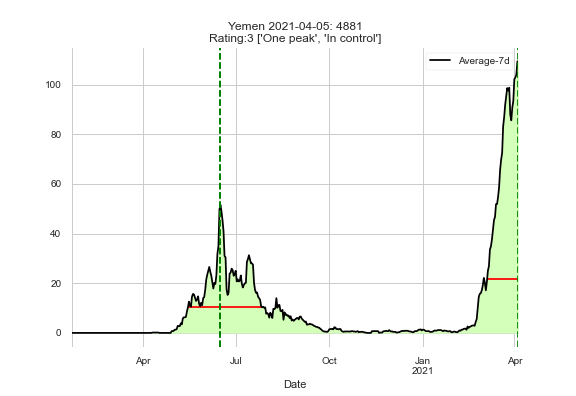 Yemen 2021-04-05: 4881
Rating:3 ['One peak', 'In control']
Average-7d
100
80
60
40
20
0
Apr
Jul
Oct
Jan
2021
Apr
Date